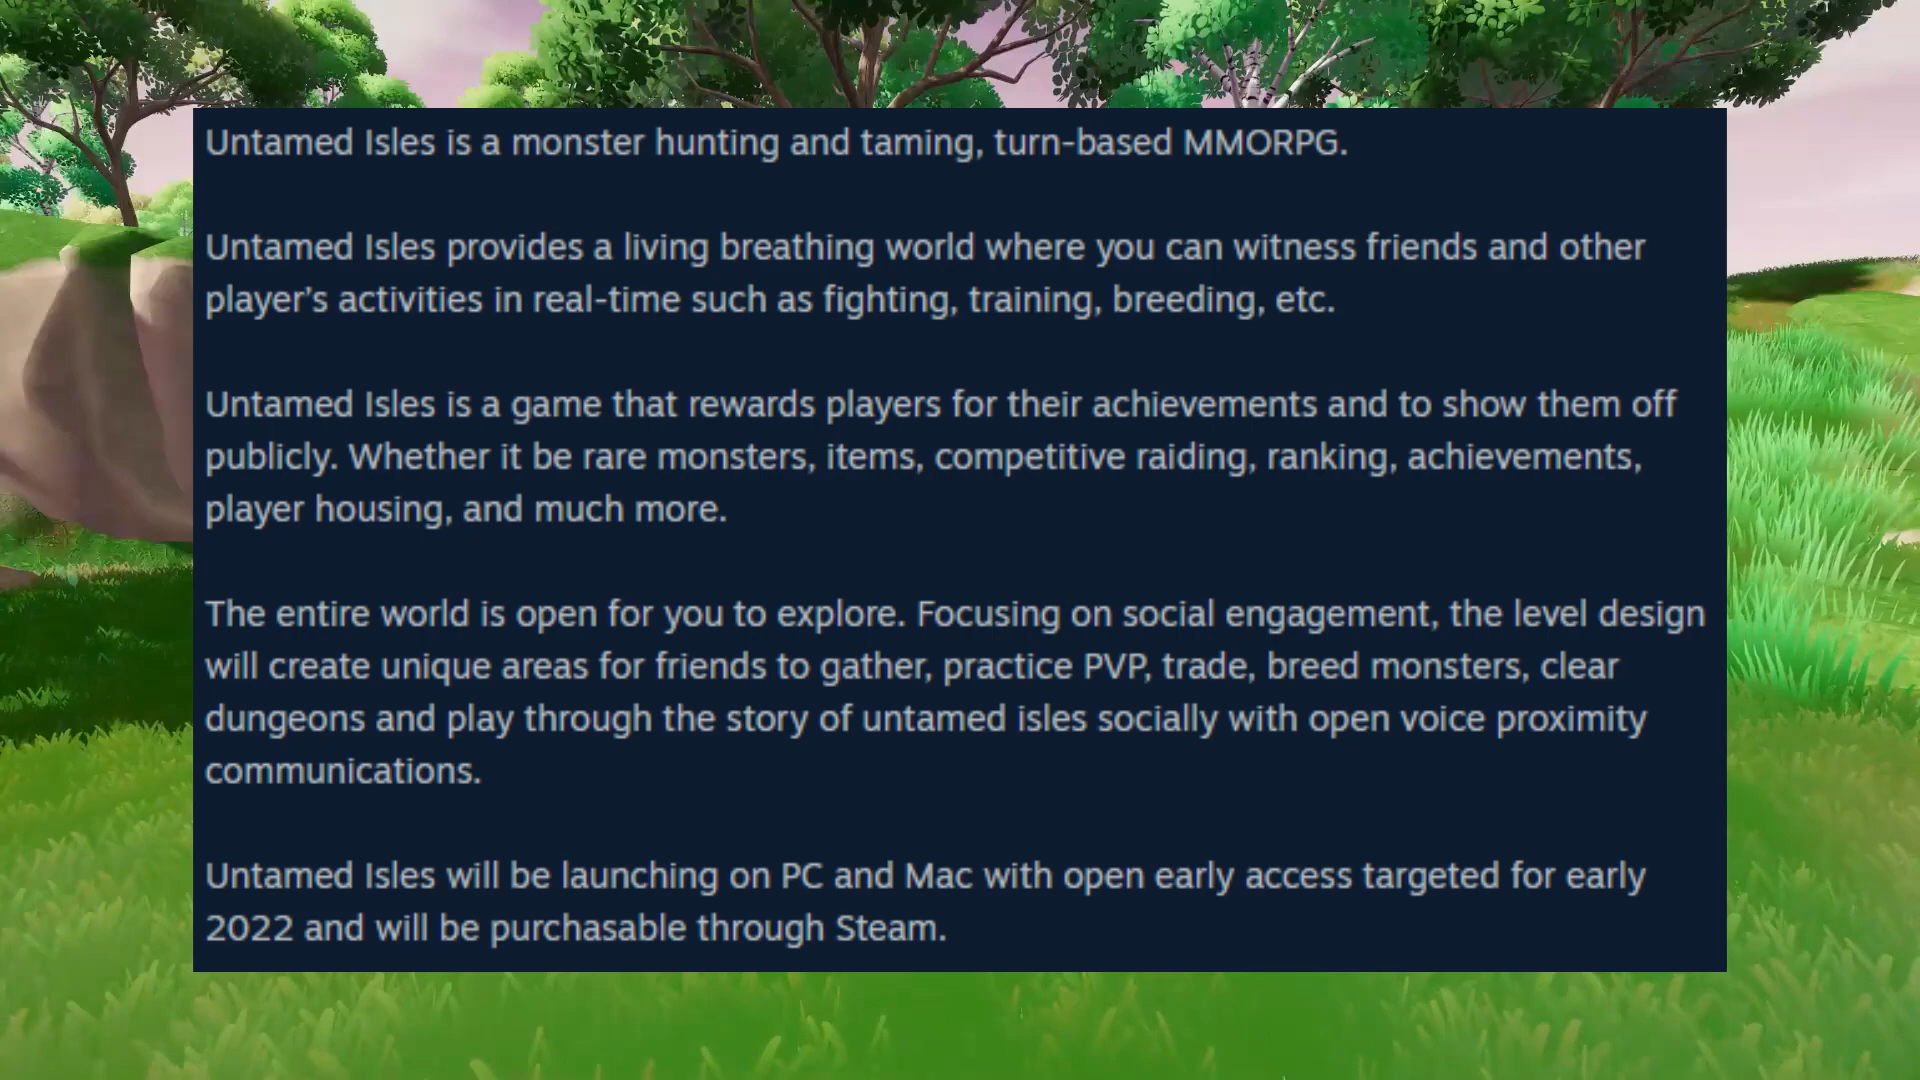 Untamed Isles is a monster hunting and taming, turn-based MMORPG.
Untamed Isles provides a living breathing world where you can witness friends and other
player's activities in real-time such as fighting, training, breeding, etc.
Untamed Isles is a game that rewards players for their achievements and to show them off
publicly. Whether it be rare monsters, items, competitive raiding, ranking, achievements,
player housing, and much more.
The entire world is open for you to explore. Focusing on social engagement, the level design
will create unique areas for friends to gather, practice PVP, trade, breed monsters, clear
dungeons and play through the story of untamed isles socially with open voice proximity
communications.
Untamed Isles will be launching on PC and Mac with open early access targeted for early
2022 and will be purchasable through Steam.